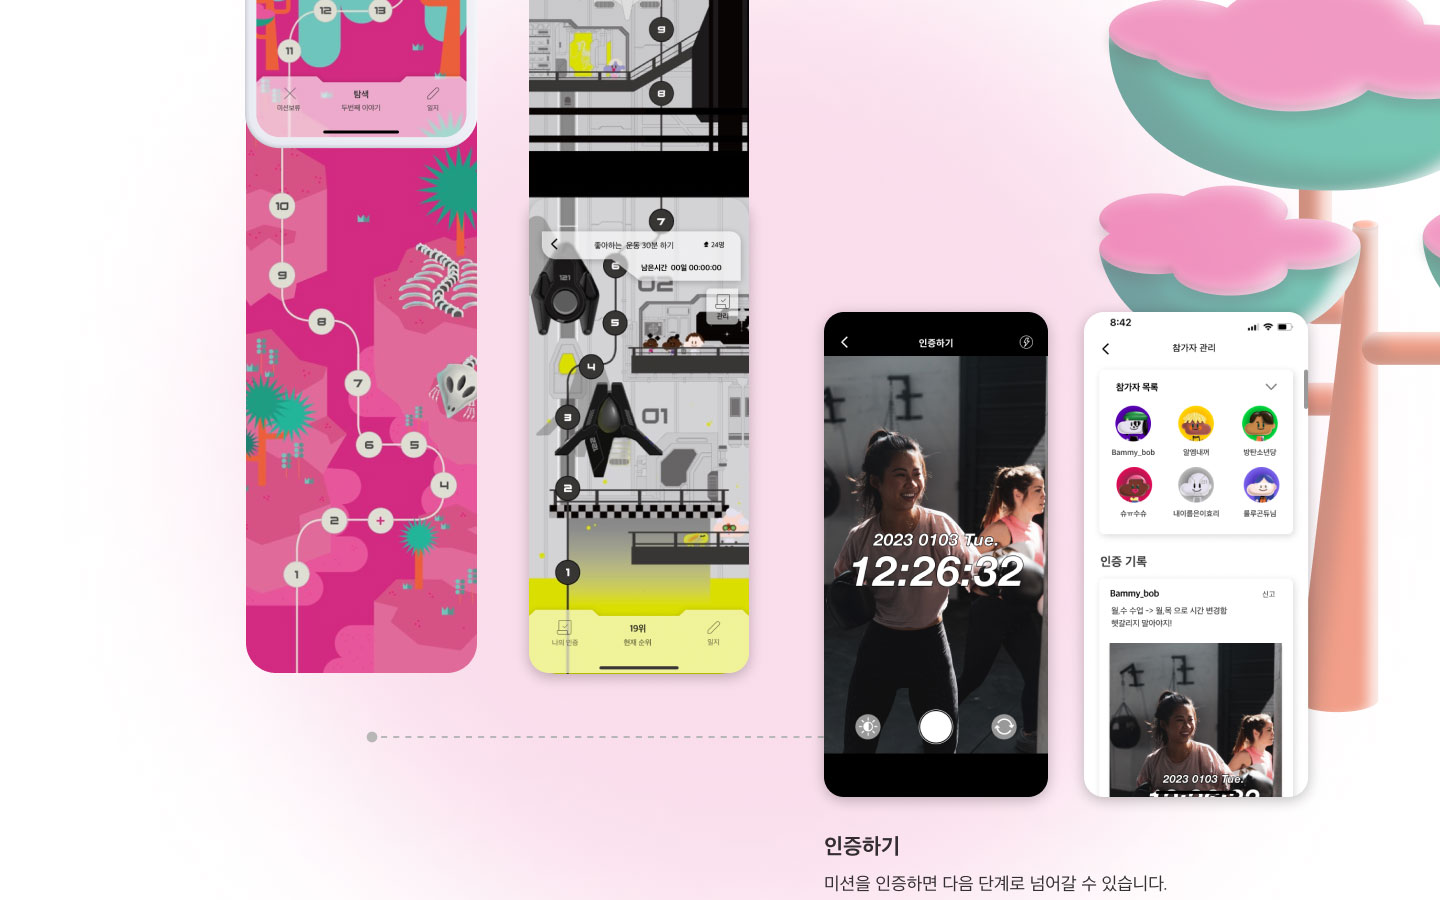 12
13
11
탐색
미션보류
두번째 이야기
일지
10
9
8
7
6
5
4
2
+
1
9
8
7
좋아하는 운동 30분 하기
24명
남은시간 00일 00:00:00
6
121
02
관리
5
4
3
01
2
1
19위
나의 인증
현재 순위
일지
인증하기
2023 0103 Tue.
12:26:32
8:42
참가자 관리
참가자 목록
Bammy_bob
말엠내꺼
방탄소년당
슈ㅠ수슈
내이름은이효리
룰루곤듀님
인증 기록
Bammy_bob
신고
월,수 수업 -> 월,목 으로 시간 변경함
헷갈리지 말아야지!
2023 0103 Tue.
인증하기
미션을 인증하면 다음 단계로 넘어갈 수 있습니다.